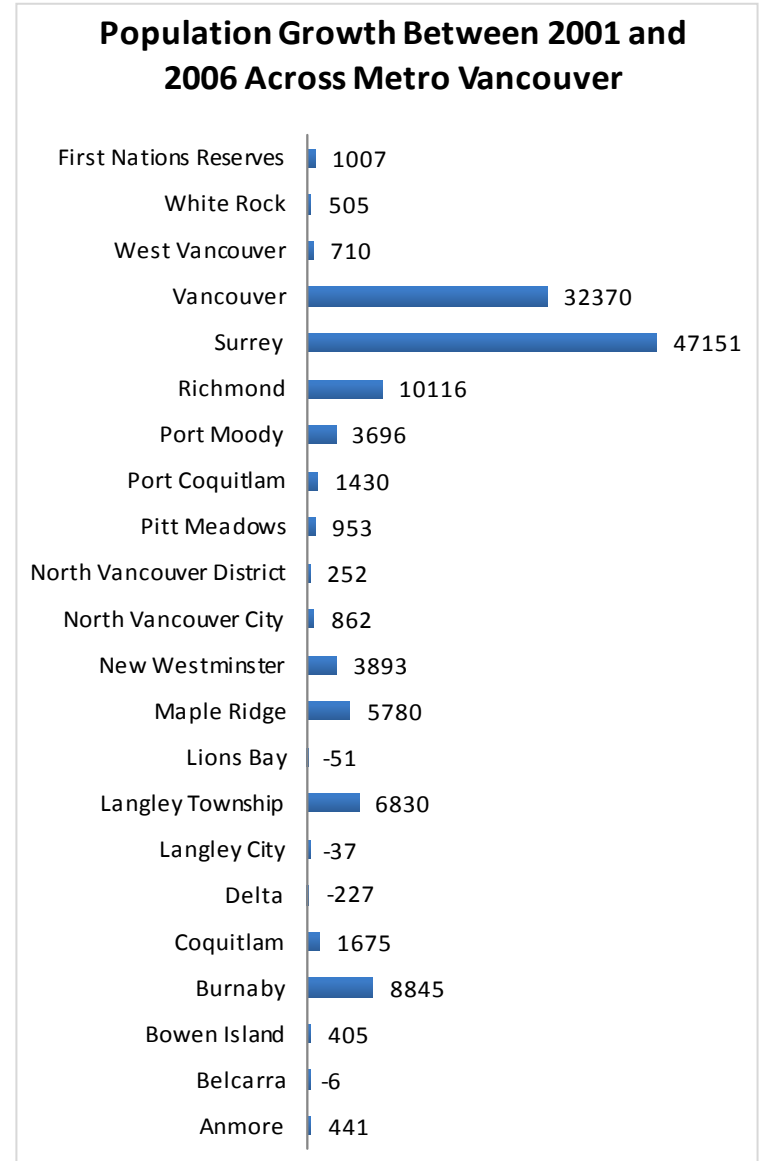 Population Growth Between 2001 and
2006 Across Metro Vancouver
First Nations Reserves 1007
White Rock 505
West Vancouver 710
Vancouver 32370
Surrey 47151
Richmond 10116
Port Moody 3696
Port Coquitlam 1430
Pitt Meadows 953
North Vancouver District 252
North Vancouver City 862
New Westminster 3893
Maple Ridge 5780
Lions Bay -51
Langley Township 6830
Langley City -37
Delta -227
Coquitlam 1675
Burnaby 8845
Bowen Island 405
Belcarra -6
Anmore 441